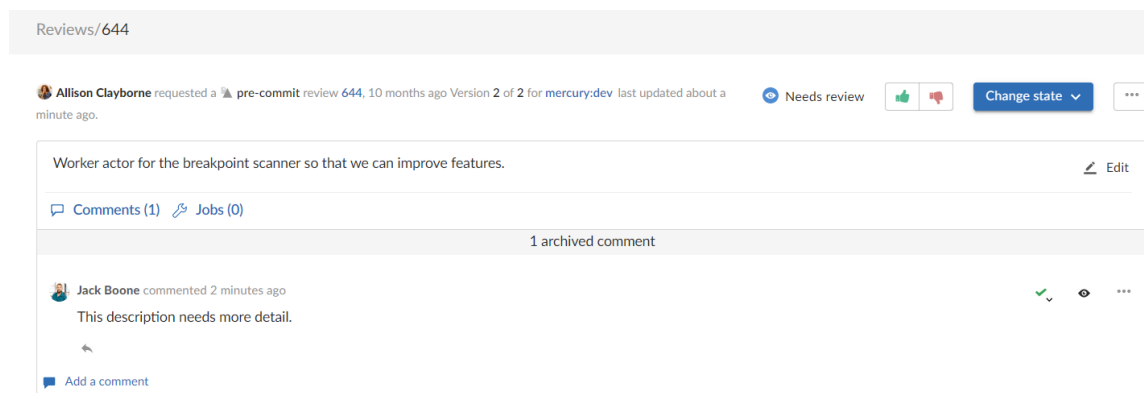 Reviews/644
Allison Clayborne requested a pre-commit review 644, 10 months ago Version 2 of 2 for mercury:dev last updated about a
minute ago.
Needs review
Change state
Worker actor for the breakpoint scanner so that we can improve features.
Edit
Comments (1) Jobs (0)
1 archived comment
Jack Boone commented 2 minutes ago
This description needs more detail.
Add a comment